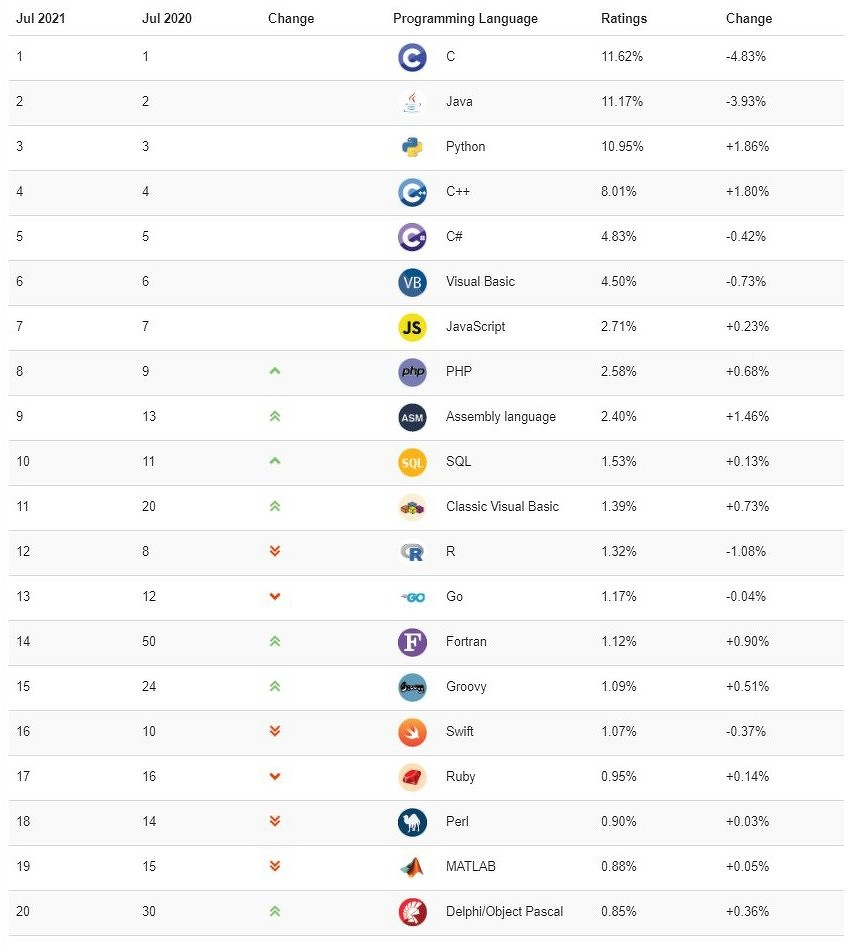 Jul 2021 Jul 2020 Change Programming Language Ratings Change
1 1 C 11.62% -4.83%
2 2 Java 11.17% -3.93%
3 3 Python 10.95% +1.86%
4 4 C++ 8.01% +1.80%
5 5 C# 4.83% -0.42%
6 6 VB Visual Basic 4.50% -0.73%
7 7 JS JavaScript 2.71% +0.23%
8 9 php PHP 2.58% +0.68%
9 13 ASM Assembly language 2.40% +1.46%
10 11 SQL SQL 1.53% +0.13%
11 20 Classic Visual Basic 1.39% +0.73%
12 8 R R 1.32% -1.08%
13 12 GO Go 1.17% -0.04%
14 50 F Fortran 1.12% +0.90%
15 24 Groovy 1.09% +0.51%
16 10 Swift 1.07% -0.37%
17 16 Ruby 0.95% +0.14%
18 14 Perl 0.90% +0.03%
19 15 MATLAB 0.88% +0.05%
20 30 Delphi/Object Pascal 0.85% +0.36%